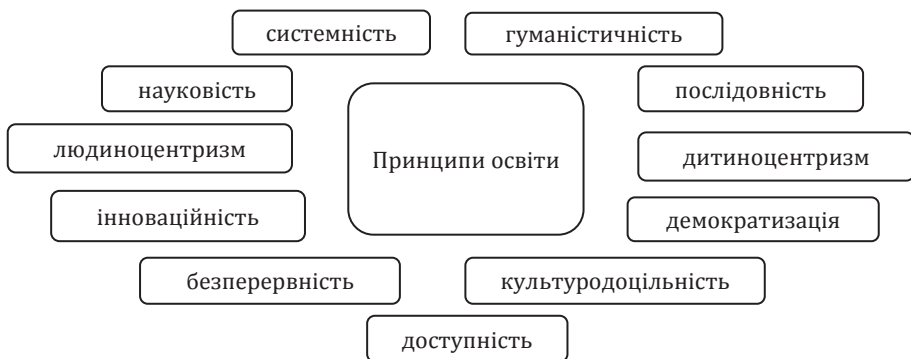 системність
гуманістичність
науковість
послідовність
людиноцентризм
Принципи освіти
дитиноцентризм
інноваційність
демократизація
безперервність
культуродоцільність
доступність